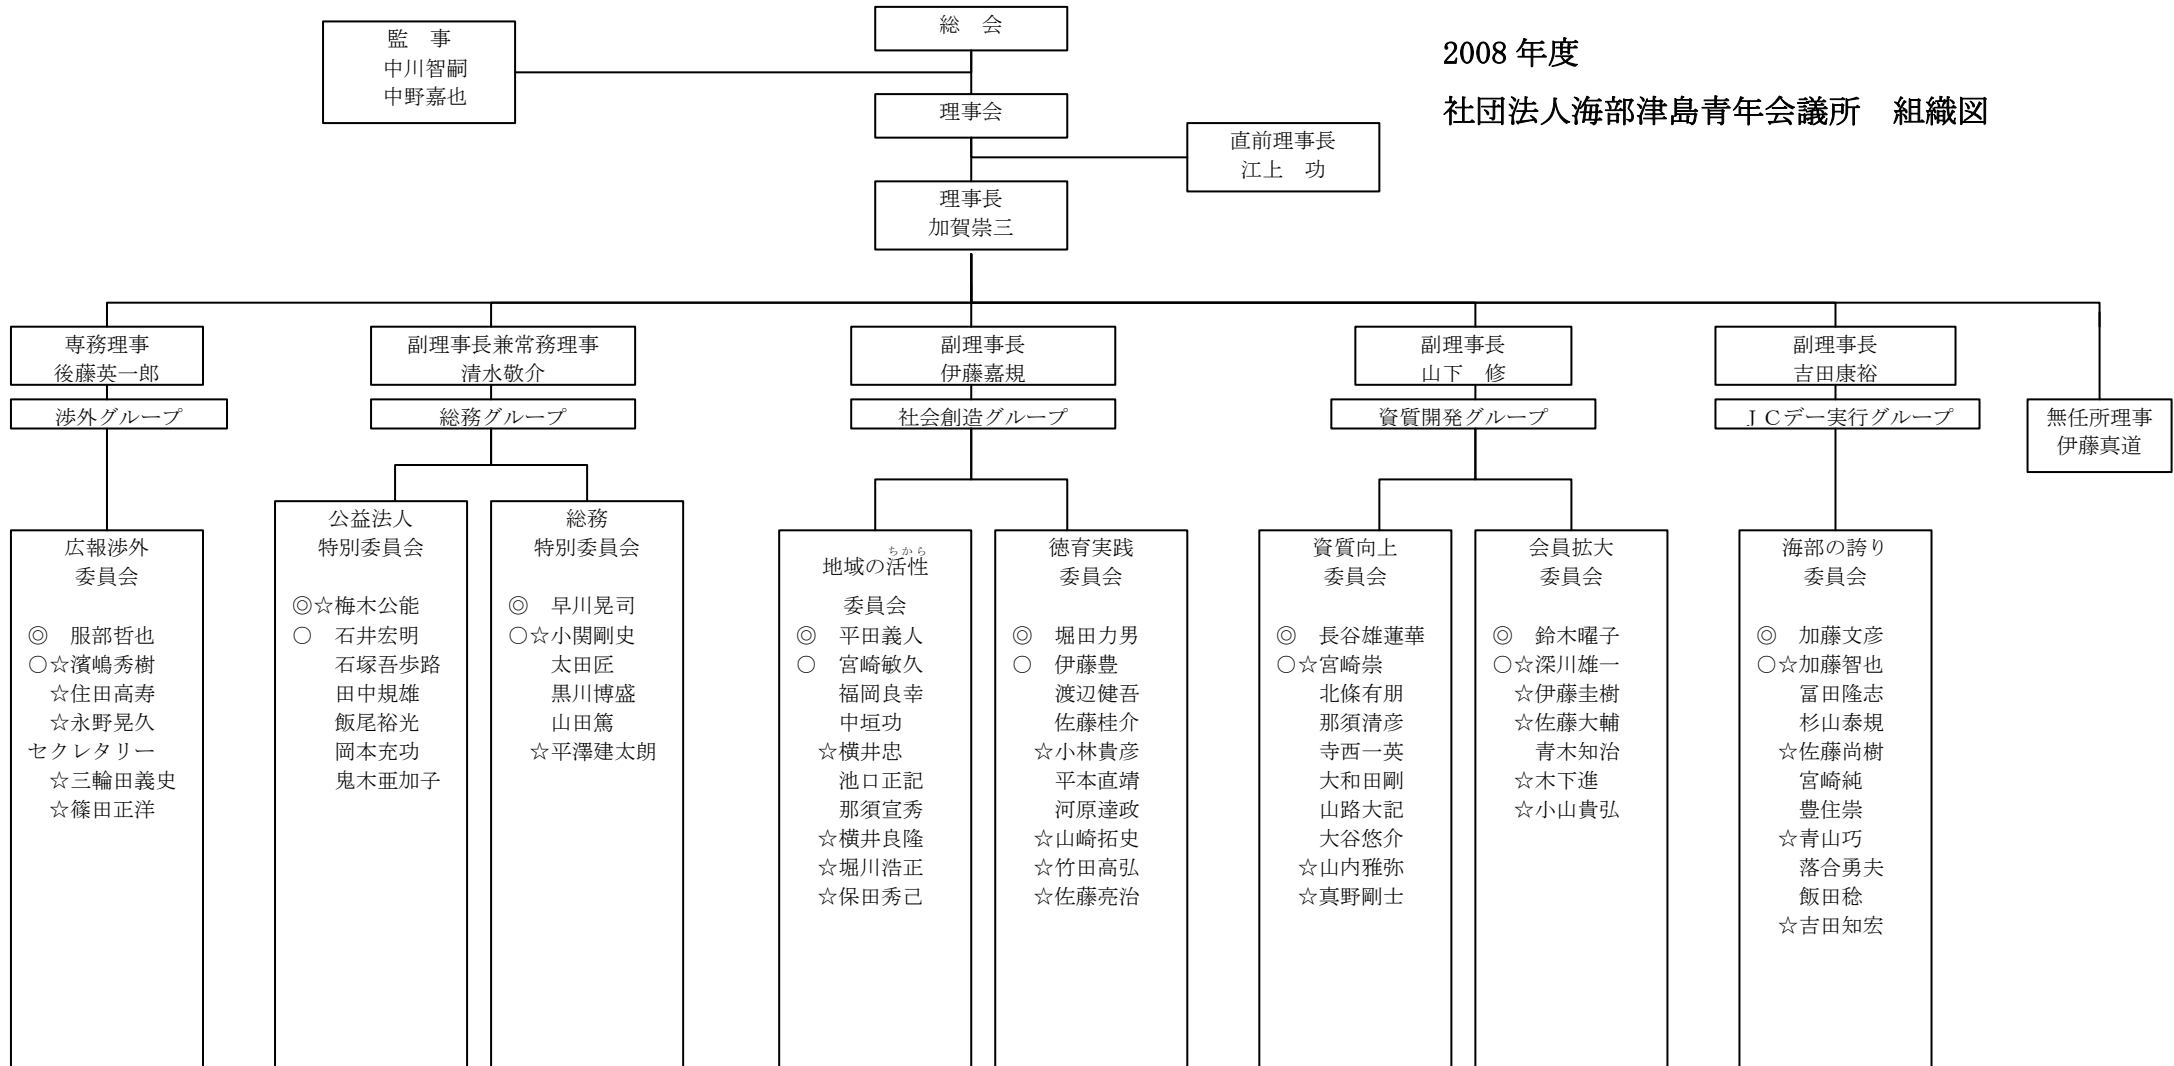 2008 年度
社団法人海部津島青年会議所　組織図
総　会
監　事
中川智嗣
中野嘉也
理事会
直前理事長
江上　功
理事長
加賀崇三
専務理事
後藤英一郎
渉外グループ
副理事長兼常務理事
清水敬介
総務グループ
副理事長
伊藤嘉規
社会創造グループ
副理事長
山下　修
資質開発グループ
副理事長
吉田康裕
ＪＣデー実行グループ
無任所理事
伊藤真道
広報渉外
委員会
◎　服部哲也
○☆濱嶋秀樹
☆住田高寿
☆永野晃久
セクレタリー
☆三輪田義史
☆篠田正洋
公益法人
特別委員会
◎☆梅木公能
○　石井宏明
石塚吾歩路
田中規雄
飯尾裕光
岡本充功
鬼木亜加子
総務
特別委員会
◎　早川晃司
○☆小関剛史
太田匠
黒川博盛
山田篤
☆平澤建太朗
ちから
地域の活性
委員会
◎　平田義人
○　宮崎敏久
福岡良幸
中垣功
☆横井忠
池口正記
那須宣秀
☆横井良隆
☆堀川浩正
☆保田秀己
徳育実践
委員会
◎　堀田力男
○　伊藤豊
渡辺健吾
佐藤桂介
☆小林貴彦
平本直靖
河原達政
☆山崎拓史
☆竹田高弘
☆佐藤亮治
資質向上
委員会
◎　長谷雄蓮華
○☆宮崎崇
北條有朋
那須清彦
寺西一英
大和田剛
山路大記
大谷悠介
☆山内雅弥
☆真野剛士
会員拡大
委員会
◎　鈴木曜子
○☆深川雄一
☆伊藤圭樹
☆佐藤大輔
青木知治
☆木下進
☆小山貴弘
海部の誇り
委員会
◎　加藤文彦
○☆加藤智也
冨田隆志
杉山泰規
☆佐藤尚樹
宮崎純
豊住崇
☆青山巧
落合勇夫
飯田稔
☆吉田知宏